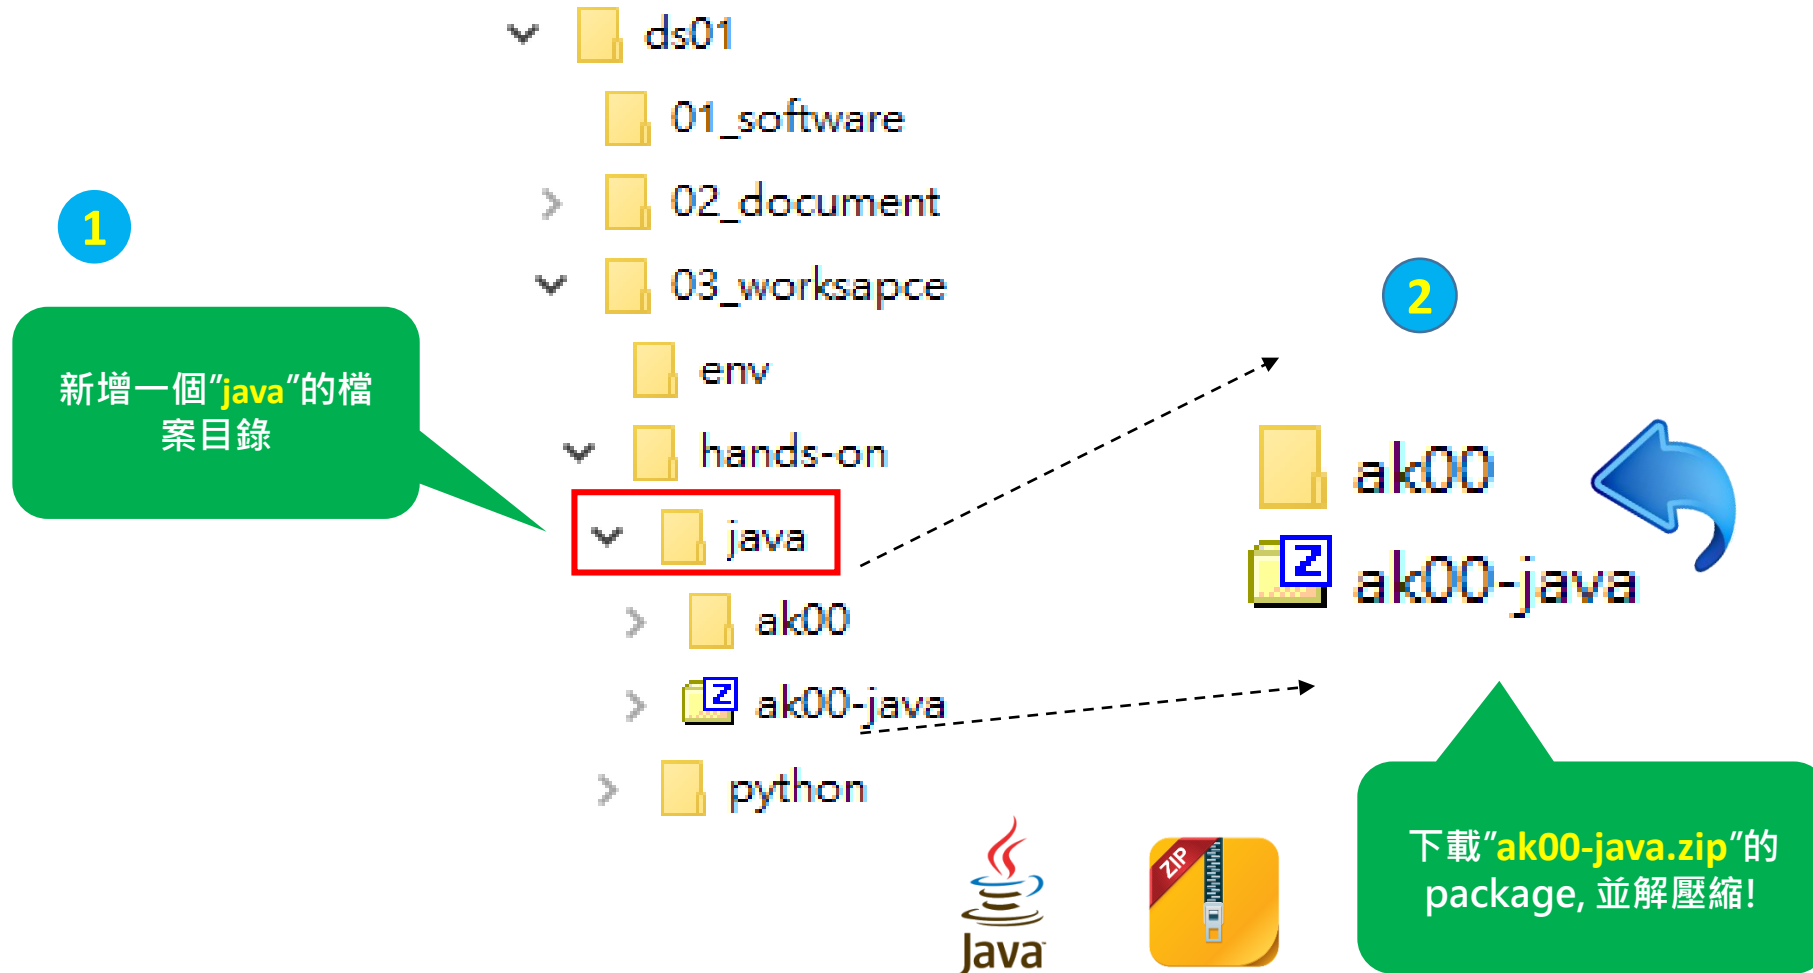 ds01
01_software
02_document
03_worksapce
env
hands-on
java
ak00
ak00-java
python
1
新增一個"java"的檔
案目錄
2
ak00
ak00-java
下載"ak00-java.zip"的
package, 並解壓縮!
Java
ZIP